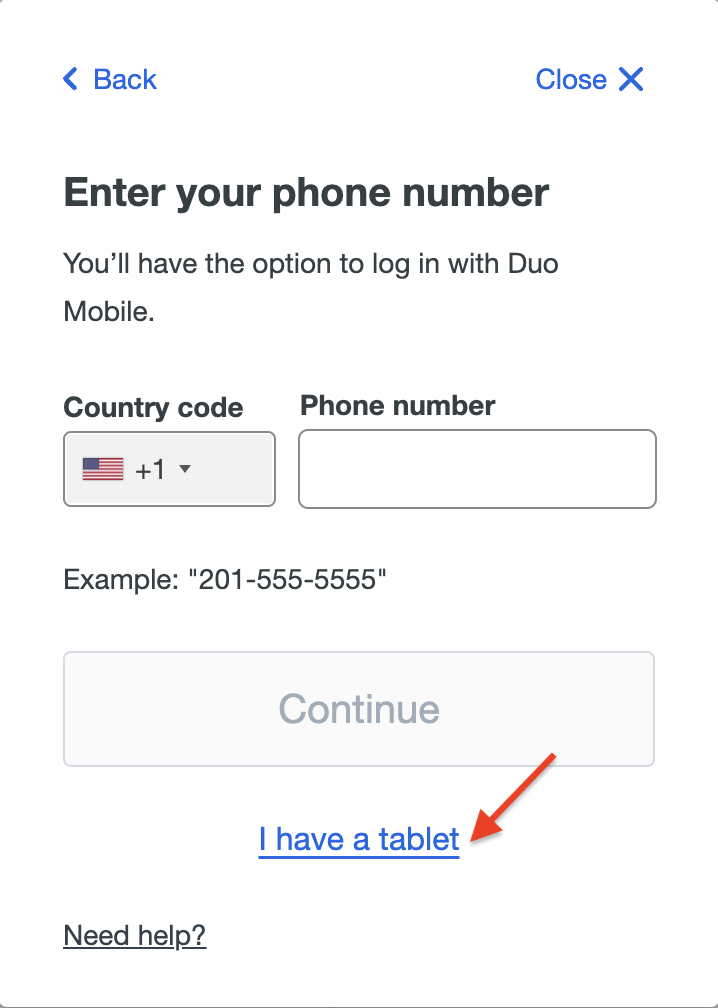 Back
Close
Enter your phone number
You’ll have the option to log in with Duo
Mobile.
Country code
Phone number
+1
Example: "201-555-5555"
Continue
I have a tablet
Need help?